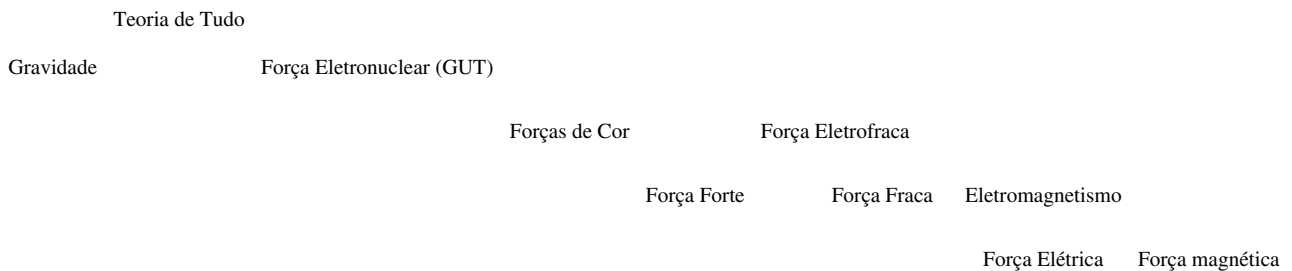 Teoria de Tudo
Gravidade Força Eletronuclear (GUT)
Forças de Cor Força Eletrofraca
Força Forte Força Fraca Eletromagnetismo
Força Elétrica Força magnética